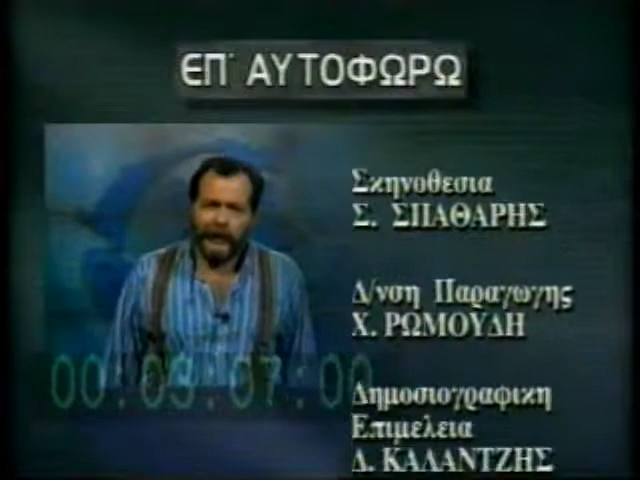 ΕΠ' ΑΥΤΟΦΩΡΩ
Σκηνοθεσια
Σ. ΣΠΑΘΑΡΗΣ
Δ/νση Παραγωγης
Χ. ΡΩΜΟΥΔΗ
00:03:07:00
Δημοσιογραφικη
Επιμελεια
Δ. ΚΑΛΑΝΤΖΗΣ